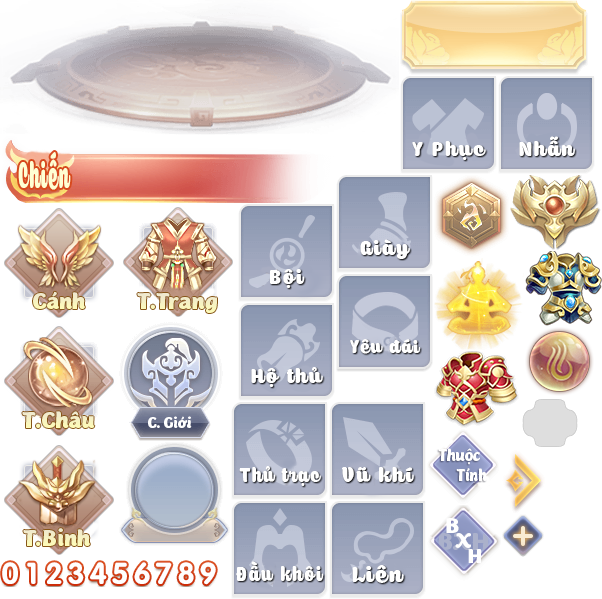 Y Phục
Nhẫn
Chiến
Cánh
T.Trang
Bội
Giày
Yêu đái
Hộ thủ
T.Châu
C. Giới
Thủ trạc
Vũ khí
Thuộc
Tính
T.Binh
BXH
Đầu khôi
Liên
0123456789